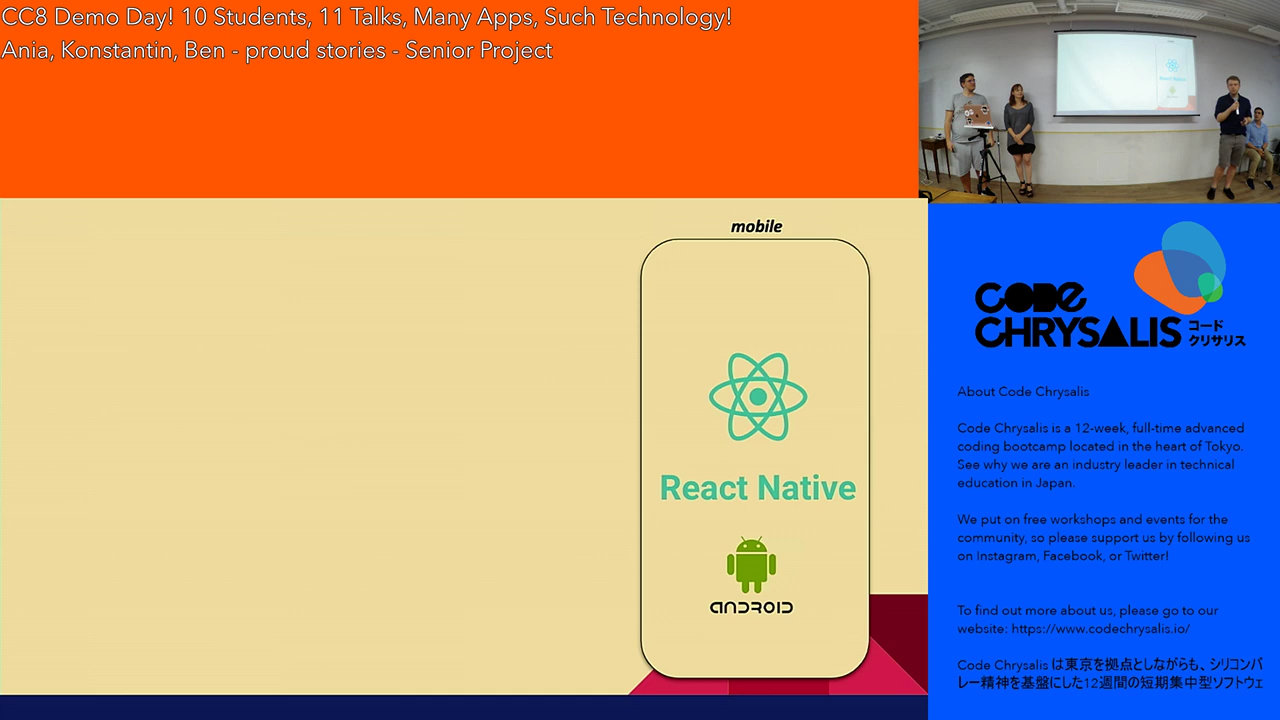 CC8 Demo Day! 10 Students, 11 Talks, Many Apps, Such Technology!
Ania, Konstantin, Ben - proud stories - Senior Project
mobile
React Native
ANDROID
CODE
CHRYSALIS
コード
クリサリス
About Code Chrysalis
Code Chrysalis is a 12-week, full-time advanced
coding bootcamp located in the heart of Tokyo.
See why we are an industry leader in technical
education in Japan.
We put on free workshops and events for the
community, so please support us by following us
on Instagram, Facebook, or Twitter!
To find out more about us, please go to our
website: https://www.codechrysalis.io/
Code Chrysalis は東京を拠点としながらも、シリコンバ
レー精神を基盤にした12週間の短期集中型ソフトウェ